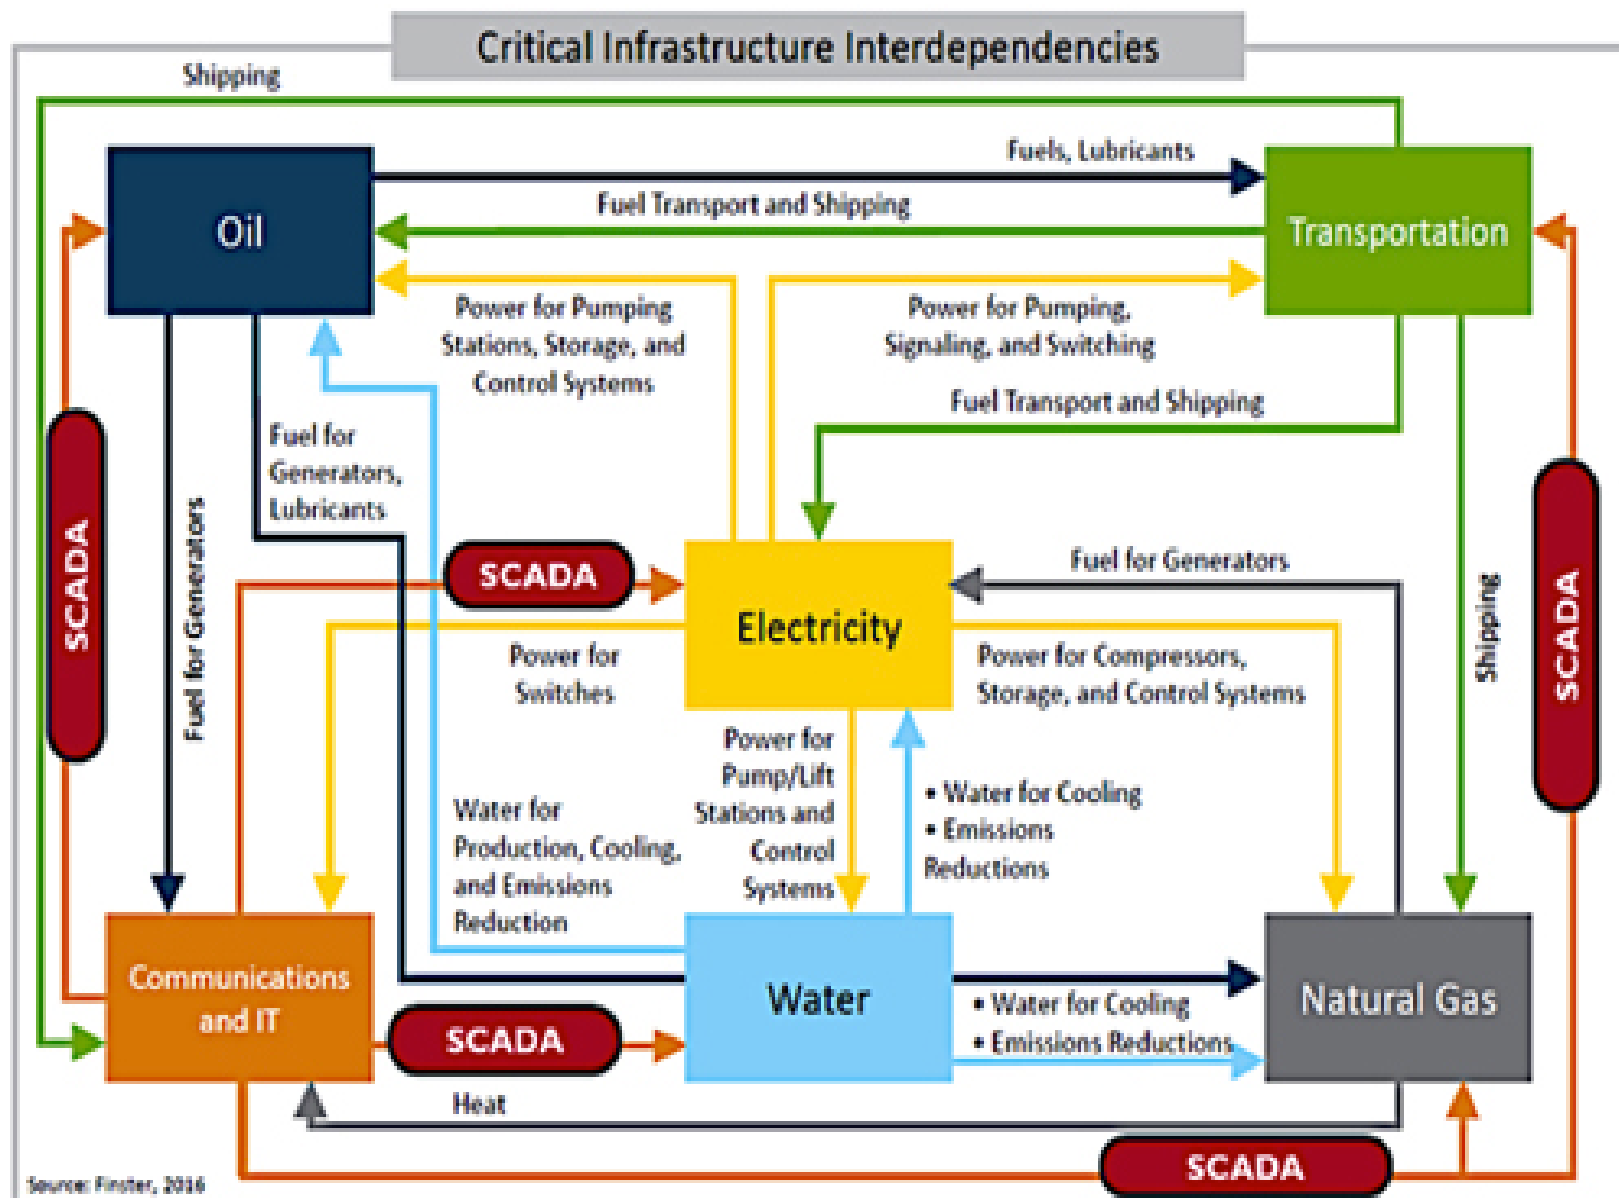 Critical Infrastructure Interdependencies
Shipping
Fuels, Lubricants
Oil
Fuel Transport and Shipping
Transportation
Power for Pumping
Stations, Storage, and
Control Systems
Power for Pumping,
Signaling, and Switching
Fuel Transport and Shipping
Fuel for
Generators,
Lubricants
SCADA
Fuel for Generators
SCADA
Electricity
Fuel for Generators
Shipping
SCADA
Power for
Switches
Power for Compressors,
Storage, and Control Systems
Power for
Pump/Lift
Stations and
Control
Systems
• Water for Cooling
• Emissions
Reductions
Water for
Production, Cooling,
and Emissions
Reduction
Communications
and IT
SCADA
Water
• Water for Cooling
• Emissions Reductions
Natural Gas
Heat
SCADA
Source: Finster, 2016